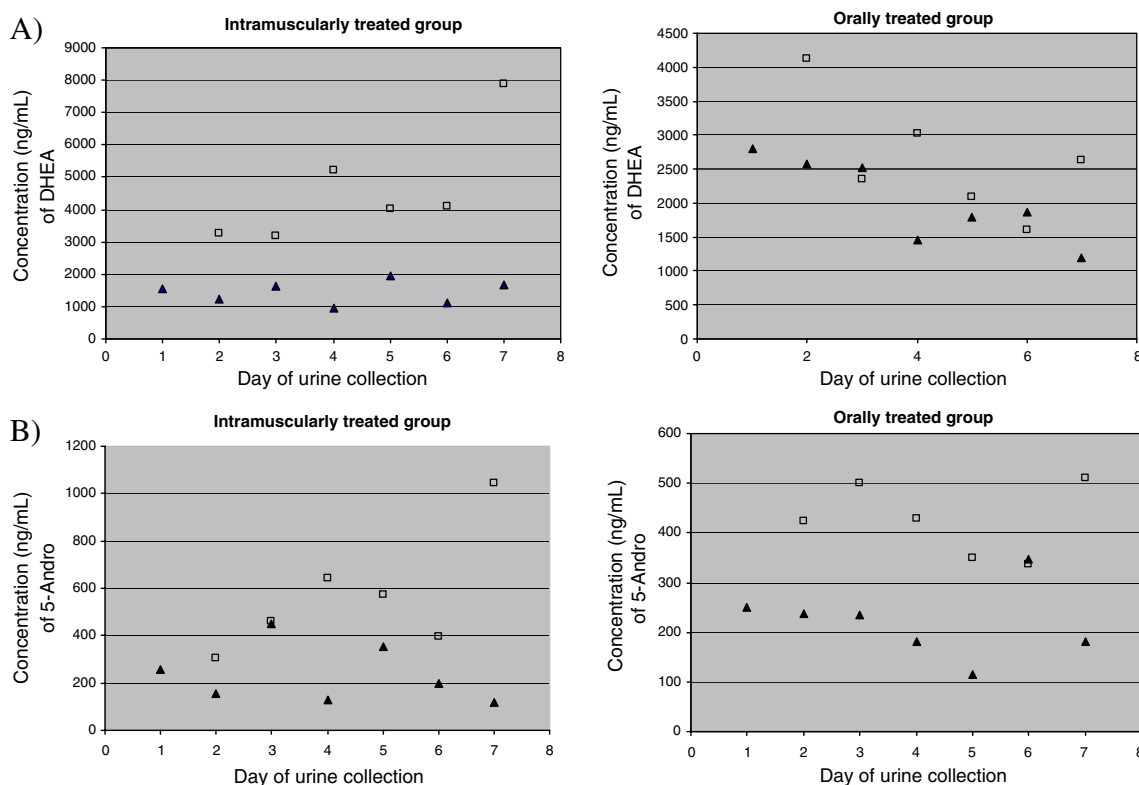 A)
Intramuscularly treated group
Concentration (ng/mL)
of DHEA
9000
8000
7000
6000
5000
4000
3000
2000
1000
0
0 1 2 3 4 5 6 7 8
Day of urine collection
Orally treated group
Concentration (ng/mL)
of DHEA
4500
4000
3500
3000
2500
2000
1500
1000
500
0
0 2 4 6 8
Day of urine collection
B)
Intramuscularly treated group
Concentration (ng/mL)
of 5-Andro
1200
1000
800
600
400
200
0
0 1 2 3 4 5 6 7 8
Day of urine collection
Orally treated group
Concentration (ng/mL)
of 5-Andro
600
500
400
300
200
100
0
0 1 2 3 4 5 6 7 8
Day of urine collection